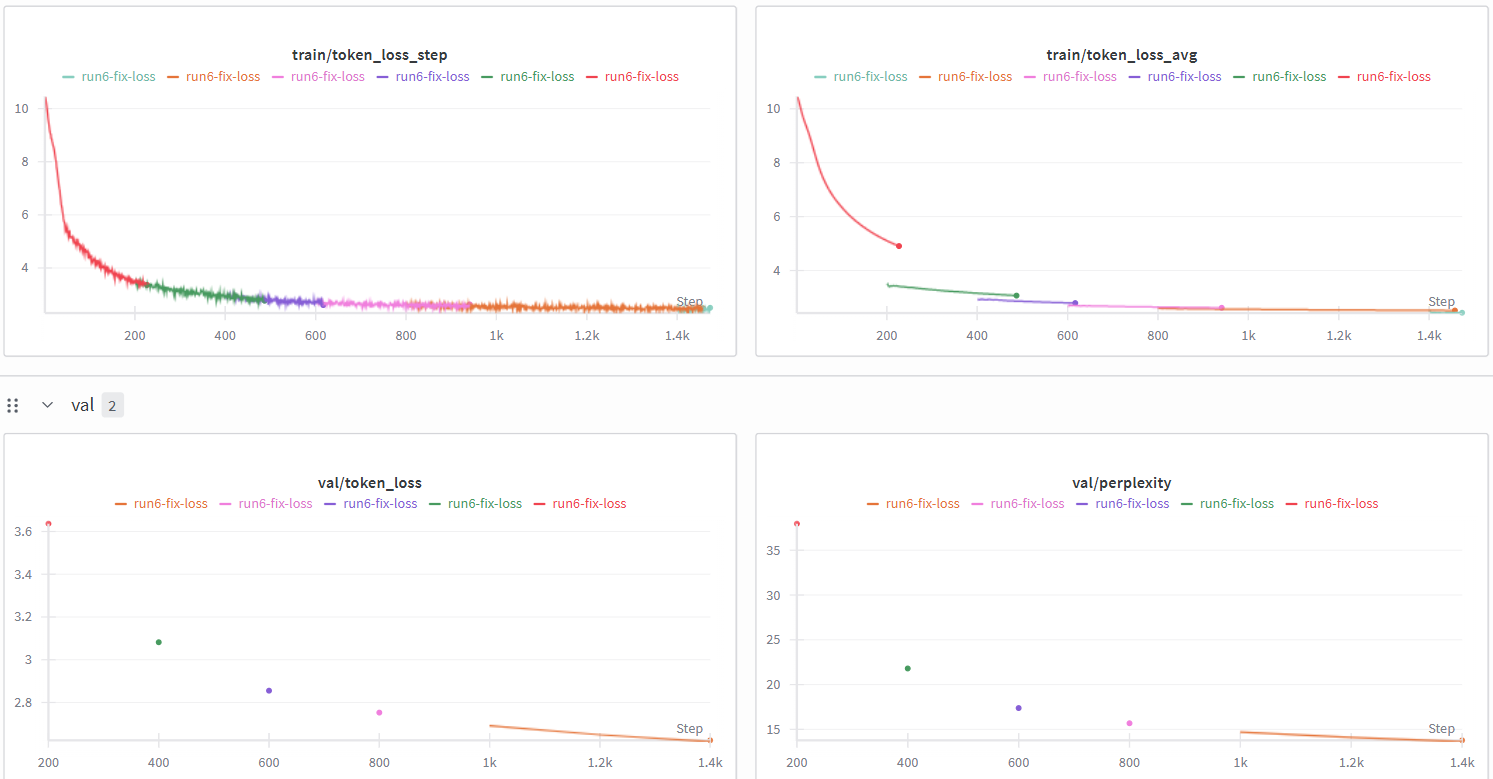 train/token_loss_step
run6-fix-loss run6-fix-loss run6-fix-loss run6-fix-loss run6-fix-loss run6-fix-loss
10
8
6
4
Step
200 400 600 800 1k 1.2k 1.4k
train/token_loss_avg
run6-fix-loss run6-fix-loss run6-fix-loss run6-fix-loss run6-fix-loss run6-fix-loss
10
8
6
4
Step
200 400 600 800 1k 1.2k 1.4k
val 2
val/token_loss
run6-fix-loss run6-fix-loss run6-fix-loss run6-fix-loss run6-fix-loss
3.6
3.4
3.2
3
2.8
Step
200 400 600 800 1k 1.2k 1.4k
val/perplexity
run6-fix-loss run6-fix-loss run6-fix-loss run6-fix-loss run6-fix-loss
35
30
25
20
15
Step
200 400 600 800 1k 1.2k 1.4k